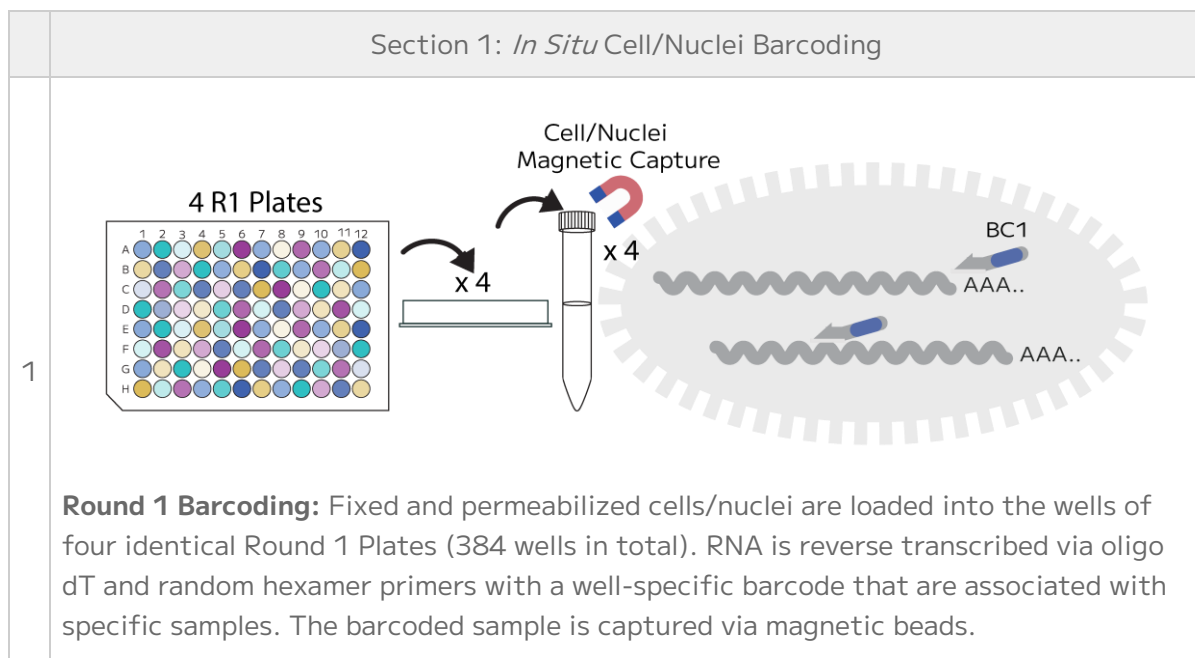 Section 1: In Situ Cell/Nuclei Barcoding
1
Cell/Nuclei
Magnetic Capture
4 R1 Plates
1 2 3 4 5 6 7 8 9 10 11 12
A
B
C
D
E
F
G
H
x 4
x 4
BC1
AAA..
AAA..
Round 1 Barcoding: Fixed and permeabilized cells/nuclei are loaded into the wells of
four identical Round 1 Plates (384 wells in total). RNA is reverse transcribed via oligo
dT and random hexamer primers with a well-specific barcode that are associated with
specific samples. The barcoded sample is captured via magnetic beads.